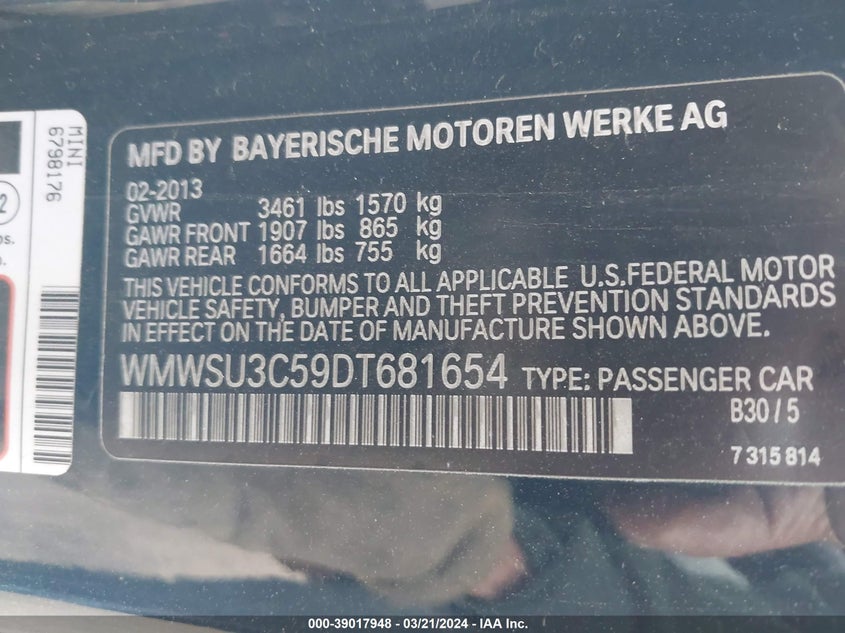 MINI
6798176
2
os.
MFD BY BAYERISCHE MOTOREN WERKE AG
02-2013
GVWR 3461 lbs 1570 kg
GAWR FRONT 1907 lbs 865 kg
GAWR REAR 1664 lbs 755 kg
THIS VEHICLE CONFORMS TO ALL APPLICABLE U.S.FEDERAL MOTOR
VEHICLE SAFETY, BUMPER AND THEFT PREVENTION STANDARDS
IN EFFECT ON THE DATE OF MANUFACTURE SHOWN ABOVE.
WMWSU3C59DT681654 TYPE: PASSENGER CAR
B30/5
7315814
000-39017948 / 03/21/2024 - IAA, Inc.